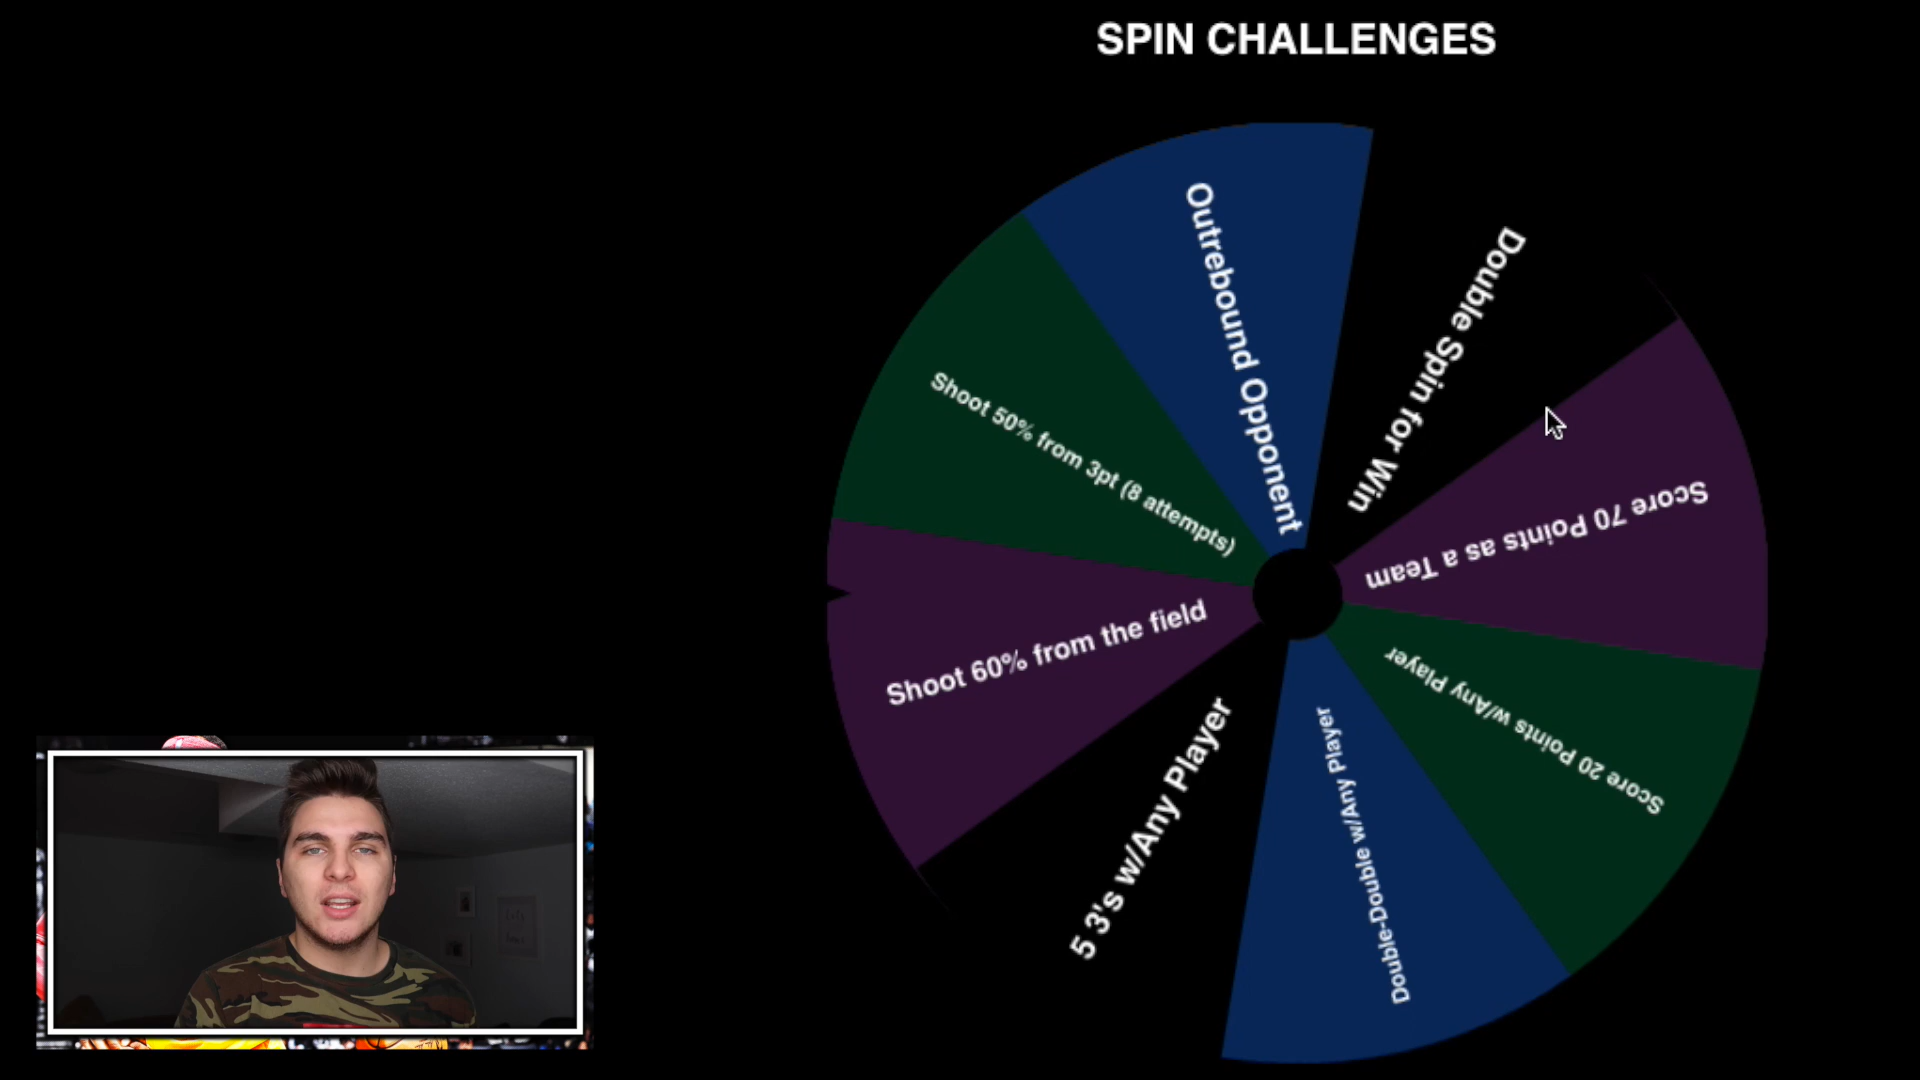 SPIN CHALLENGES
Outrebound Opponent
Double Spin for Win
Score 70 Points as a Team
Score 20 Points w/Any Player
Double-Double w/Any Player
5 3's w/Any Player
Shoot 60% from the field
Shoot 50% from 3pt (8 attempts)